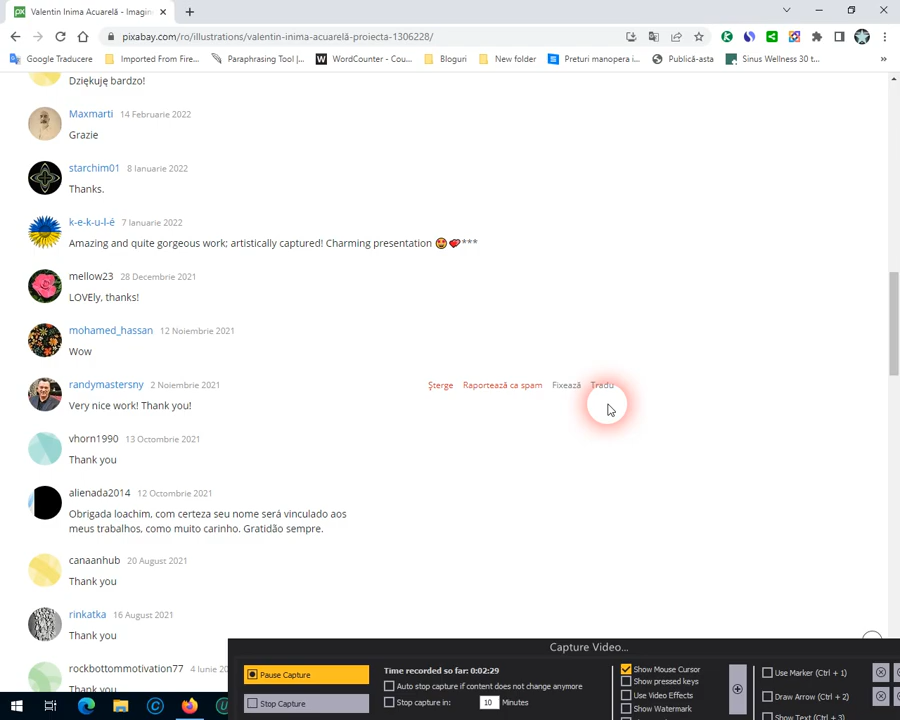 Valentin Inima Acuarelă - Imagin
pixabay.com/ro/illustrations/valentin-inima-acuarelă-proiecta-1306228/
Google Traducere
Imported From Fire...
Paraphrasing Tool |...
WordCounter - Cou...
Bloguri
New folder
Preturi manopera i...
Publică-asta
Sinus Wellness 30 t...
»
Dziękuję bardzo!
Maxmarti 14 Februarie 2022
Grazie
starchim01 8 Ianuarie 2022
Thanks.
k-e-k-u-l-é 7 Ianuarie 2022
Amazing and quite gorgeous work; artistically captured! Charming presentation 🤩💝***
mellow23 28 Decembrie 2021
LOVEly, thanks!
mohamed_hassan 12 Noiembrie 2021
Wow
randymastersny 2 Noiembrie 2021 Șterge Raportează ca spam Fixează Tradu
Very nice work! Thank you!
vhorn1990 13 Octombrie 2021
Thank you
alienada2014 12 Octombrie 2021
Obrigada Ioachim, com certeza seu nome será vinculado aos
meus trabalhos, como muito carinho. Gratidão sempre.
canaanhub 20 August 2021
Thank you
rinkatka 16 August 2021
Thank you
rockbottommotivation77 4 Iunie 20
Thank you
Capture Video...
Pause Capture
Stop Capture
Time recorded so far: 0:02:29
Auto stop capture if content does not change anymore
Stop capture in: 10 Minutes
Show Mouse Cursor
Show pressed keys
Use Video Effects
Show Watermark
Use Marker (Ctrl + 1)
Draw Arrow (Ctrl + 2)
Show Text (Ctrl + 3)